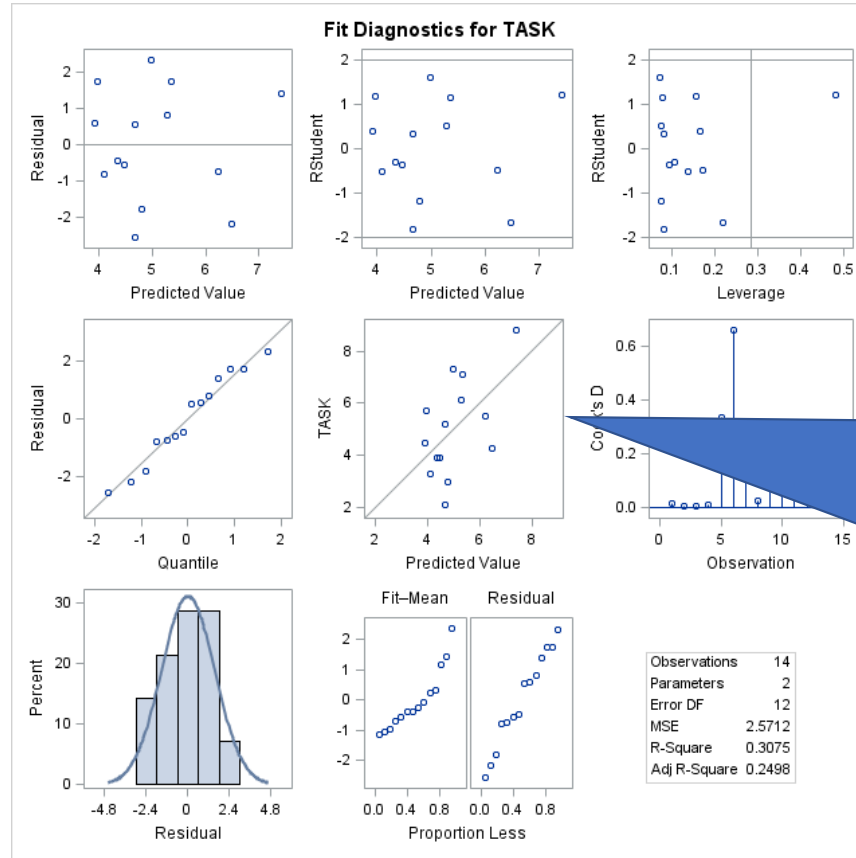 Fit Diagnostics for TASK
Residual
2
1
0
-1
-2
4 5 6 7
Predicted Value
RStudent
2
1
0
-1
-2
4 5 6 7
Predicted Value
RStudent
2
1
0
-1
-2
0.1 0.2 0.3 0.4 0.5
Leverage
Residual
2
0
-2
-2 -1 0 1 2
Quantile
TASK
8
6
4
2
2 4 6 8
Predicted Value
0.6
0.4
0.2
0.0
0 5 10 15
Observation
Percent
30
20
10
0
-4.8 -2.4 0 2.4 4.8
Residual
Fit–Mean Residual
2
1
0
-1
-2
0.0 0.4 0.8 0.0 0.4 0.8
Proportion Less
Observations 14
Parameters 2
Error DF 12
MSE 2.5712
R-Square 0.3075
Adj R-Square 0.2498